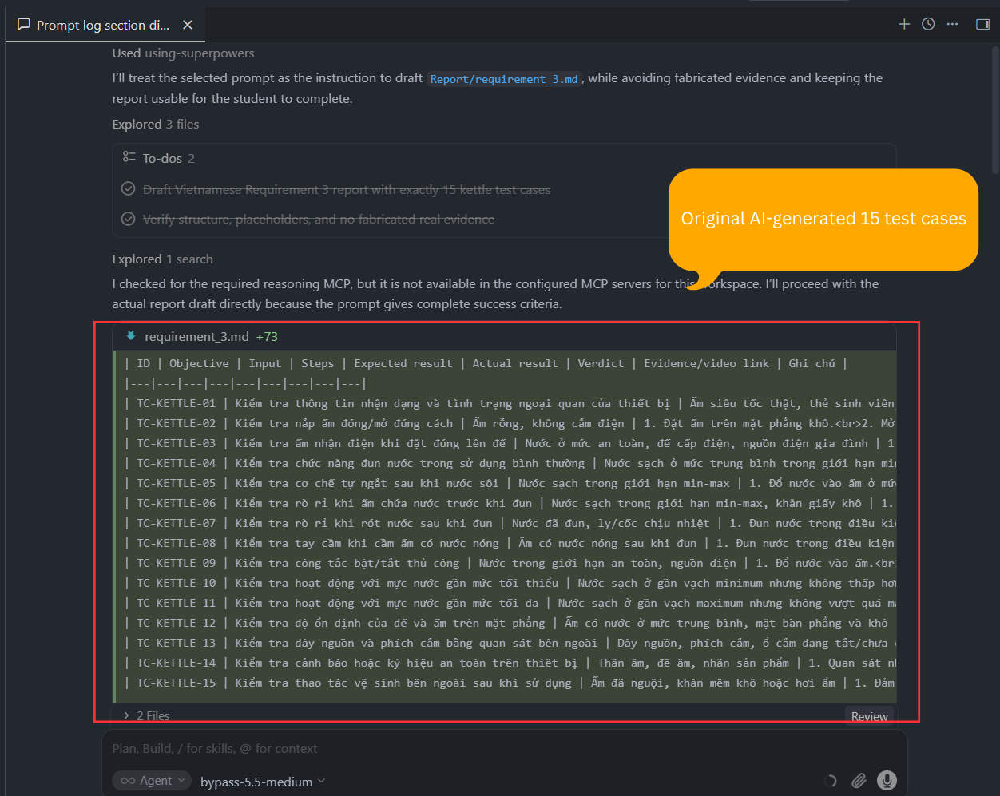 Prompt log section di...
Used using-superpowers
I'll treat the selected prompt as the instruction to draft Report/requirement_3.md, while avoiding fabricated evidence and keeping the
report usable for the student to complete.
Explored 3 files
To-dos 2
Draft Vietnamese Requirement 3 report with exactly 15 kettle test cases
Verify structure, placeholders, and no fabricated real evidence
Original AI-generated 15 test cases
Explored 1 search
I checked for the required reasoning MCP, but it is not available in the configured MCP servers for this workspace. I'll proceed with the
actual report draft directly because the prompt gives complete success criteria.
requirement_3.md +73
| ID | Objective | Input | Steps | Expected result | Actual result | Verdict | Evidence/video link | Ghi chú |
|---|---|---|---|---|---|---|---|---|
| TC-KETTLE-01 | Kiểm tra thông tin nhận dạng và tình trạng ngoại quan của thiết bị | Ấm siêu tốc thật, thẻ sinh viên,
| TC-KETTLE-02 | Kiểm tra nắp ấm đóng/mở đúng cách | Ấm rỗng, không cắm điện | 1. Đặt ấm trên mặt phẳng khô.<br>2. Mở
| TC-KETTLE-03 | Kiểm tra ấm nhận điện khi đặt đúng lên đế | Nước ở mức an toàn, đế cấp điện, nguồn điện gia đình | 1
| TC-KETTLE-04 | Kiểm tra chức năng đun nước trong sử dụng bình thường | Nước sạch ở mức trung bình trong giới hạn min
| TC-KETTLE-05 | Kiểm tra cơ chế tự ngắt sau khi nước sôi | Nước sạch trong giới hạn min-max | 1. Đổ nước vào ấm ở mức
| TC-KETTLE-06 | Kiểm tra rò rỉ khi ấm chứa nước trước khi đun | Nước sạch trong giới hạn min-max, khăn giấy khô | 1.
| TC-KETTLE-07 | Kiểm tra rò rỉ khi rót nước sau khi đun | Nước đã đun, ly/cốc chịu nhiệt | 1. Đun nước trong điều kiện
| TC-KETTLE-08 | Kiểm tra tay cầm khi cầm ấm có nước nóng | Ấm có nước nóng sau khi đun | 1. Đun nước trong điều kiện
| TC-KETTLE-09 | Kiểm tra công tắc bật/tắt thủ công | Nước trong giới hạn an toàn, nguồn điện | 1. Đổ nước vào ấm.<br>
| TC-KETTLE-10 | Kiểm tra hoạt động với mực nước gần mức tối thiểu | Nước sạch ở gần vạch minimum nhưng không thấp hơn
| TC-KETTLE-11 | Kiểm tra hoạt động với mực nước gần mức tối đa | Nước sạch ở gần vạch maximum nhưng không vượt quá
| TC-KETTLE-12 | Kiểm tra độ ổn định của đế và ấm trên mặt phẳng | Ấm có nước ở mức trung bình, mặt bàn phẳng và khô
| TC-KETTLE-13 | Kiểm tra dây nguồn và phích cắm bằng quan sát bên ngoài | Dây nguồn, phích cắm, ổ cắm đang tắt/chưa
| TC-KETTLE-14 | Kiểm tra cảnh báo hoặc ký hiệu an toàn trên thiết bị | Thân ấm, đế ấm, nhãn sản phẩm | 1. Quan sát
| TC-KETTLE-15 | Kiểm tra thao tác vệ sinh bên ngoài sau khi sử dụng | Ấm đã nguội, khăn mềm khô hoặc hơi ẩm | 1. Đảm
2 Files
Review
Plan, Build, / for skills, @ for context
Agent
bypass-5.5-medium